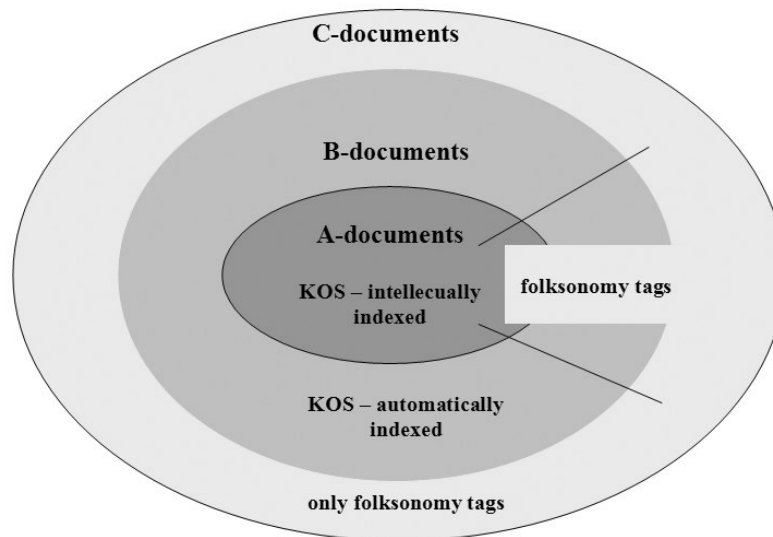 C-documents
B-documents
A-documents
KOS – intellecually
indexed
folksonomy tags
KOS – automatically
indexed
only folksonomy tags